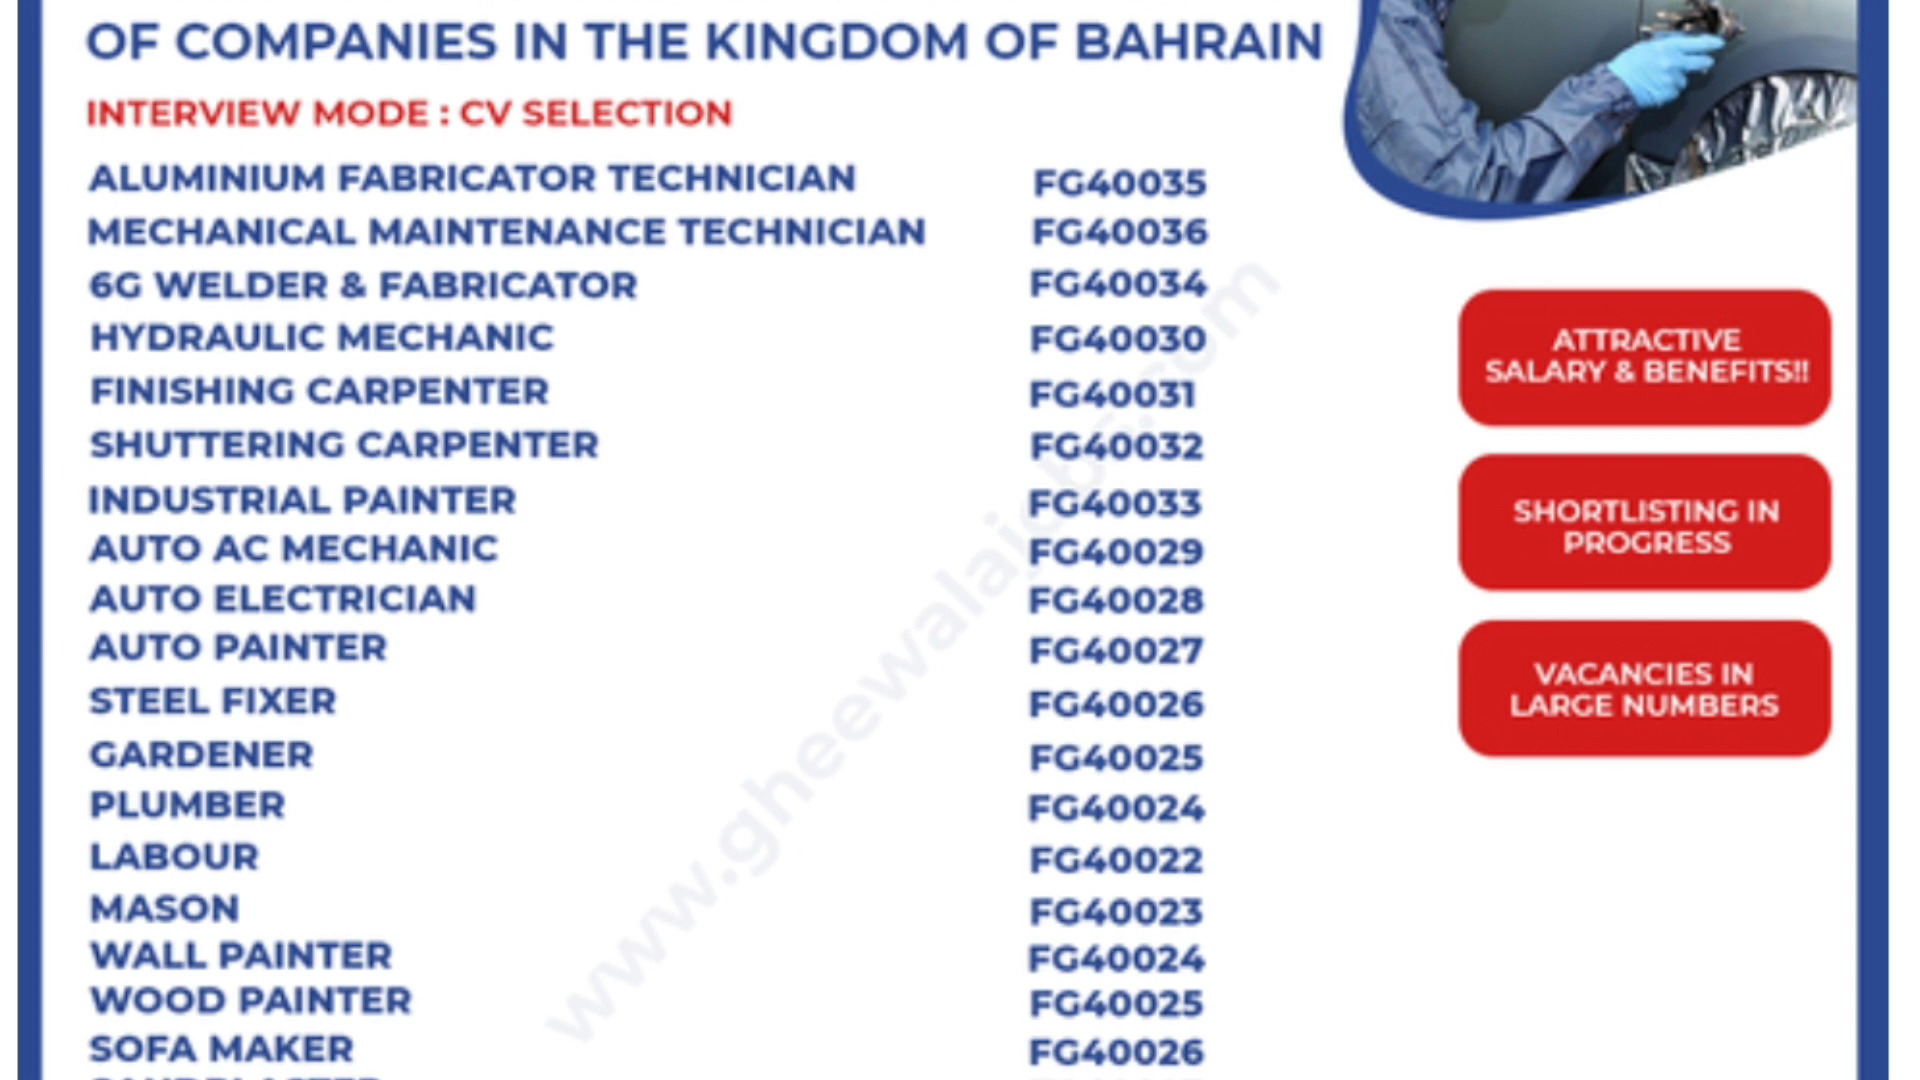 OF COMPANIES IN THE KINGDOM OF BAHRAIN
INTERVIEW MODE : CV SELECTION
ALUMINIUM FABRICATOR TECHNICIAN FG40035
MECHANICAL MAINTENANCE TECHNICIAN FG40036
6G WELDER & FABRICATOR FG40034
HYDRAULIC MECHANIC FG40030
FINISHING CARPENTER FG40031
SHUTTERING CARPENTER FG40032
INDUSTRIAL PAINTER FG40033
AUTO AC MECHANIC FG40029
AUTO ELECTRICIAN FG40028
AUTO PAINTER FG40027
STEEL FIXER FG40026
GARDENER FG40025
PLUMBER FG40024
LABOUR FG40022
MASON FG40023
WALL PAINTER FG40024
WOOD PAINTER FG40025
SOFA MAKER FG40026
ATTRACTIVE
SALARY & BENEFITS!!
SHORTLISTING IN
PROGRESS
VACANCIES IN
LARGE NUMBERS
www.gheewalajobs.com